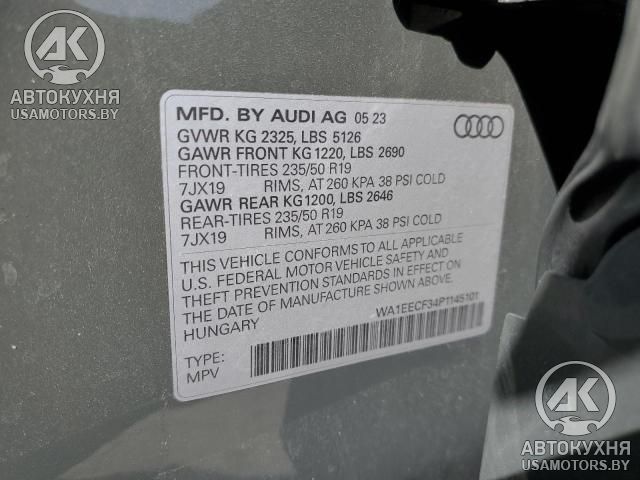 AK
АВТОКУХНЯ
USAMOTORS.BY
MFD. BY AUDI AG 05 23
GVWR KG 2325, LBS 5126
GAWR FRONT KG 1220, LBS 2690
FRONT-TIRES 235/50 R19
7JX19 RIMS, AT 260 KPA 38 PSI COLD
GAWR REAR KG 1200, LBS 2646
REAR-TIRES 235/50 R19
7JX19 RIMS, AT 260 KPA 38 PSI COLD
THIS VEHICLE CONFORMS TO ALL APPLICABLE
U.S. FEDERAL MOTOR VEHICLE SAFETY AND
THEFT PREVENTION STANDARDS IN EFFECT ON
THE DATE OF MANUFACTURE SHOWN ABOVE.
HUNGARY
WA1EECF34P1145101
TYPE:
MPV
AK
АВТОКУХНЯ
USAMOTORS.BY